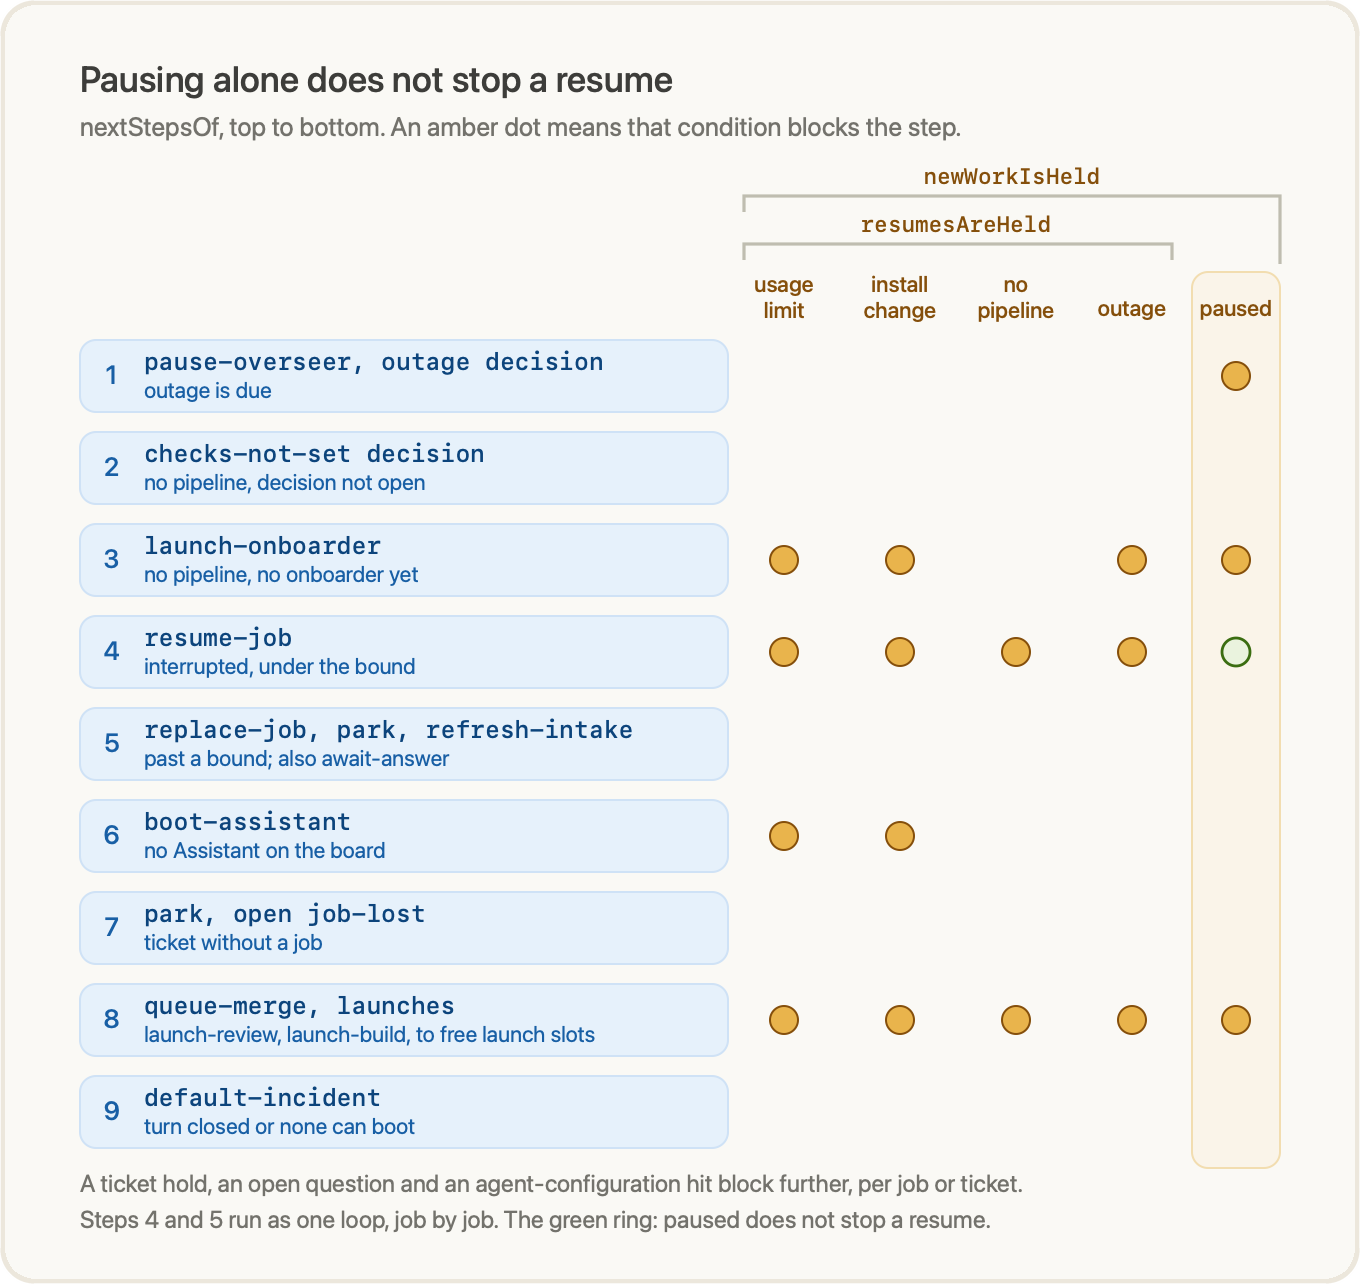 Pausing alone does not stop a resume
nextStepsOf, top to bottom. An amber dot means that condition blocks the step.
newWorkIsHeld
resumesAreHeld
usage
limit
install
change
no
pipeline
outage
paused
1
pause-overseer, outage decision
outage is due
2
checks-not-set decision
no pipeline, decision not open
3
launch-onboarder
no pipeline, no onboarder yet
4
resume-job
interrupted, under the bound
5
replace-job, park, refresh-intake
past a bound; also await-answer
6
boot-assistant
no Assistant on the board
7
park, open job-lost
ticket without a job
8
queue-merge, launches
launch-review, launch-build, to free launch slots
9
default-incident
turn closed or none can boot
A ticket hold, an open question and an agent-configuration hit block further, per job or ticket.
Steps 4 and 5 run as one loop, job by job. The green ring: paused does not stop a resume.